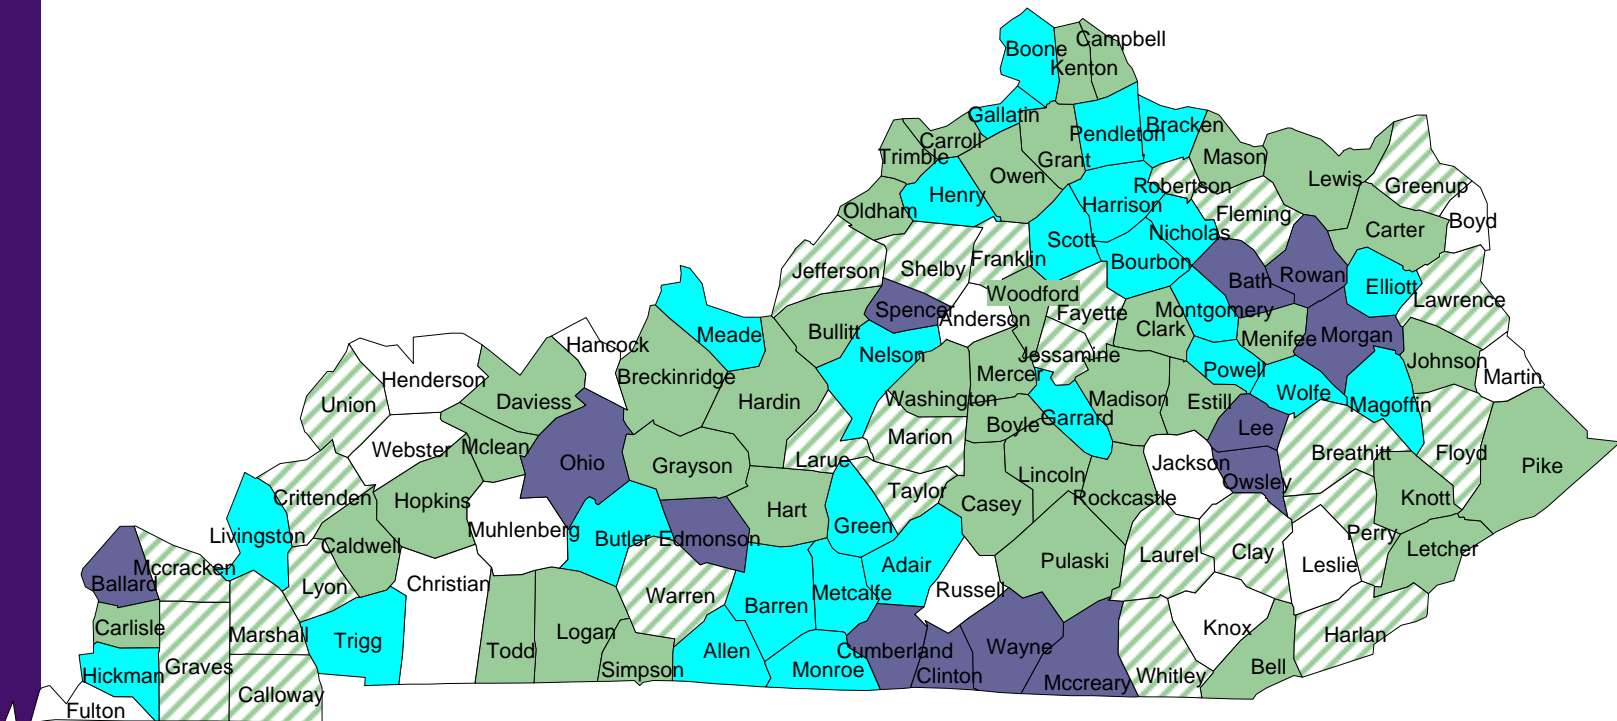 Campbell
Boone
Kenton
Gallatin
Bracken
Pendleton
Carroll
Trimble
Grant
Mason
Owen
Lewis
Robertson
Greenup
Henry
Harrison
Oldham
Fleming
Boyd
Nicholas
Carter
Scott
Franklin
Bourbon
Shelby
Jefferson
Rowan
Bath
Elliott
Woodford
Lawrence
Spencer
Montgomery
Fayette
Anderson
Clark
Bullitt
Meade
Morgan
Menifee
Hancock
Nelson
Jessamine
Johnson
Powell
Mercer
Martin
Breckinridge
Henderson
Wolfe
Washington
Madison
Daviess
Hardin
Estill
Union
Magoffin
Garrard
Boyle
Lee
Marion
Mclean
Webster
Breathitt
Floyd
Larue
Ohio
Jackson
Grayson
Pike
Lincoln
Owsley
Taylor
Crittenden
Rockcastle
Knott
Hopkins
Casey
Hart
Green
Muhlenberg
Perry
Livingston
Butler
Edmonson
Caldwell
Letcher
Clay
Laurel
Pulaski
Leslie
Adair
Mccracken
Ballard
Christian
Lyon
Russell
Metcalfe
Warren
Barren
Carlisle
Knox
Logan
Marshall
Harlan
Trigg
Wayne
Todd
Cumberland
Allen
Graves
Bell
Simpson
Monroe
Hickman
Clinton
Whitley
Mccreary
Calloway
Fulton